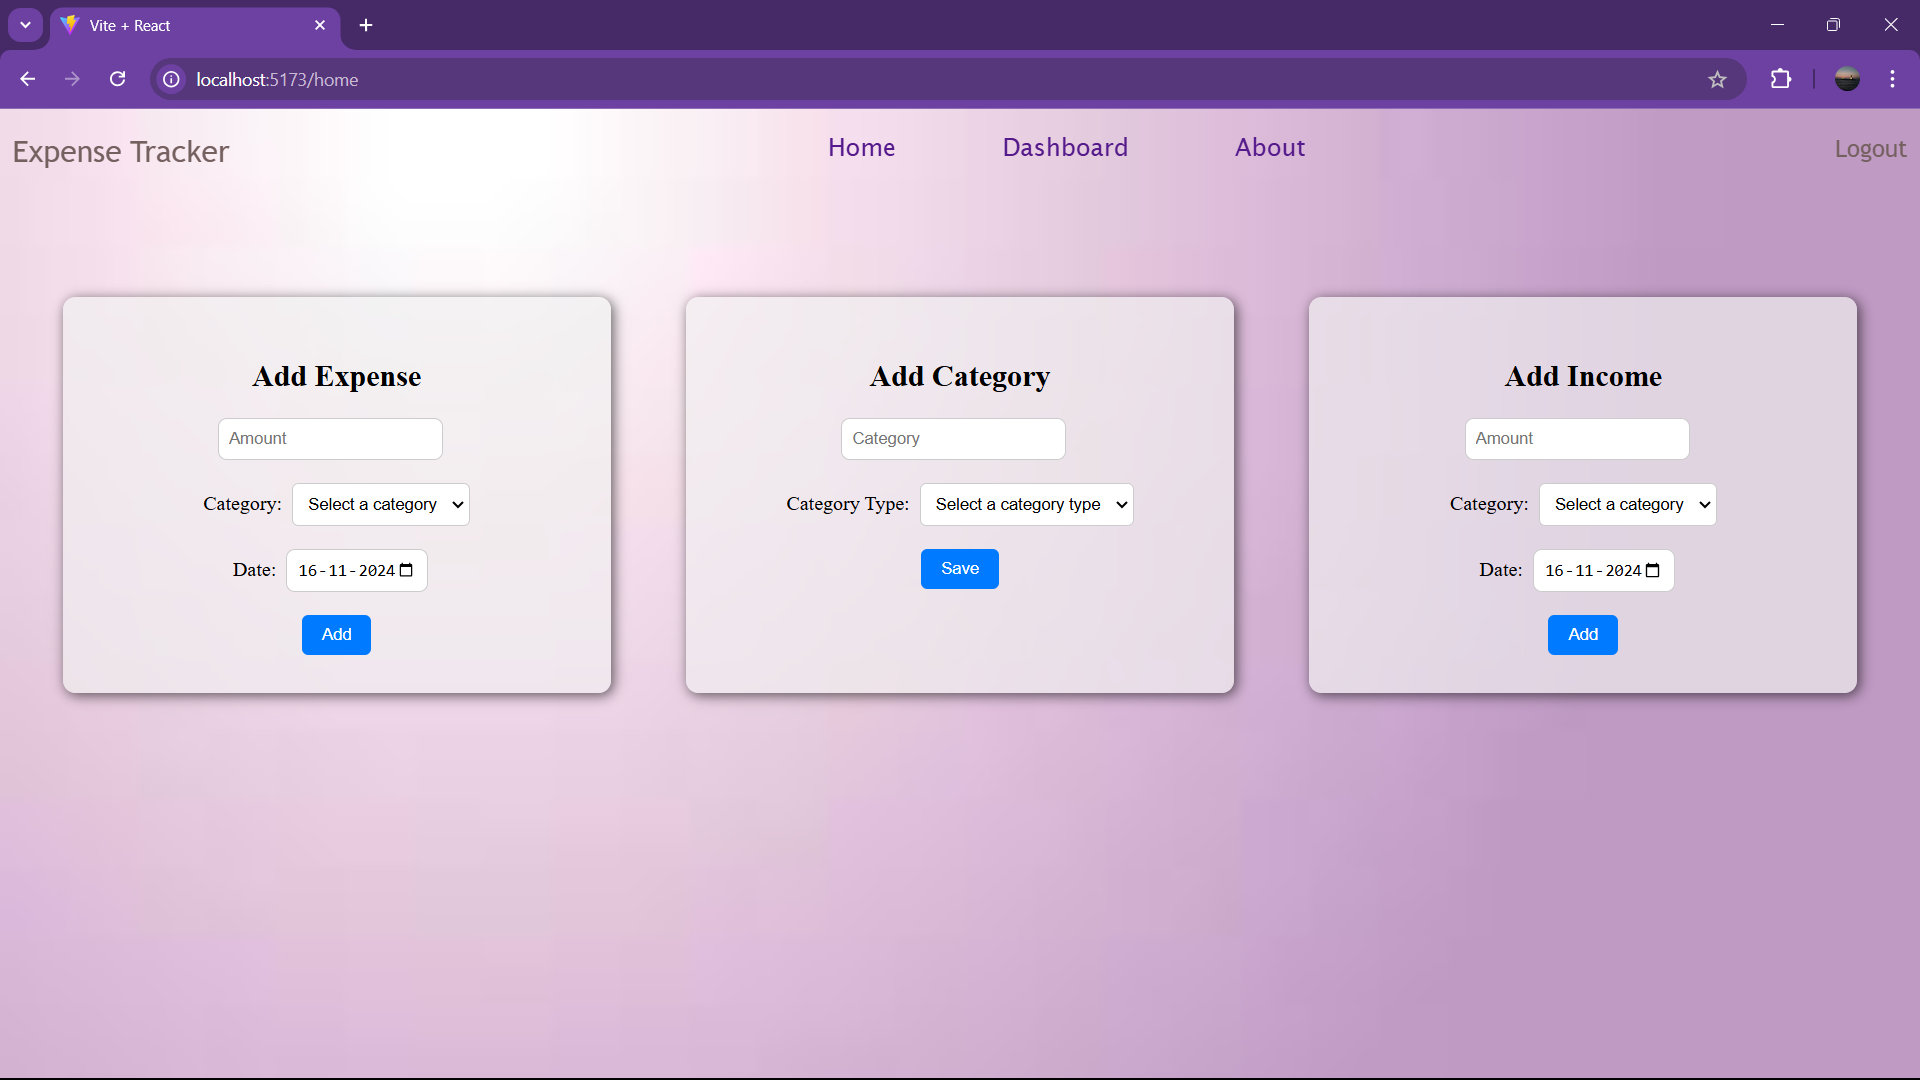 Vite + React
localhost:5173/home
Expense Tracker
Home
Dashboard
About
Logout
Add Expense
Amount
Category: Select a category
Date: 16-11-2024
Add
Add Category
Category
Category Type: Select a category type
Save
Add Income
Amount
Category: Select a category
Date: 16-11-2024
Add